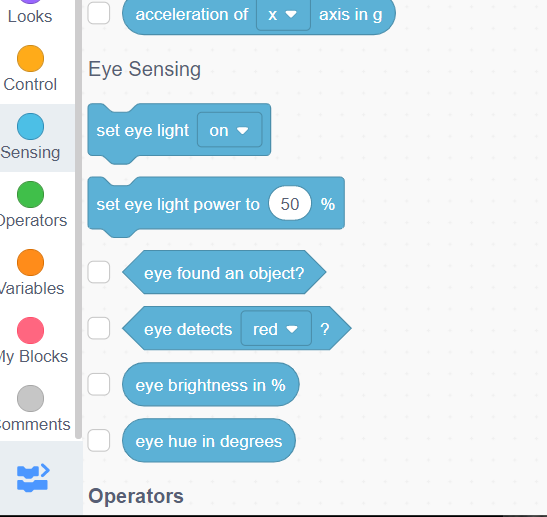 Looks
Control
Sensing
Operators
Variables
My Blocks
omments
acceleration of x axis in g
Eye Sensing
set eye light on
set eye light power to 50 %
eye found an object?
eye detects red ?
eye brightness in %
eye hue in degrees
Operators